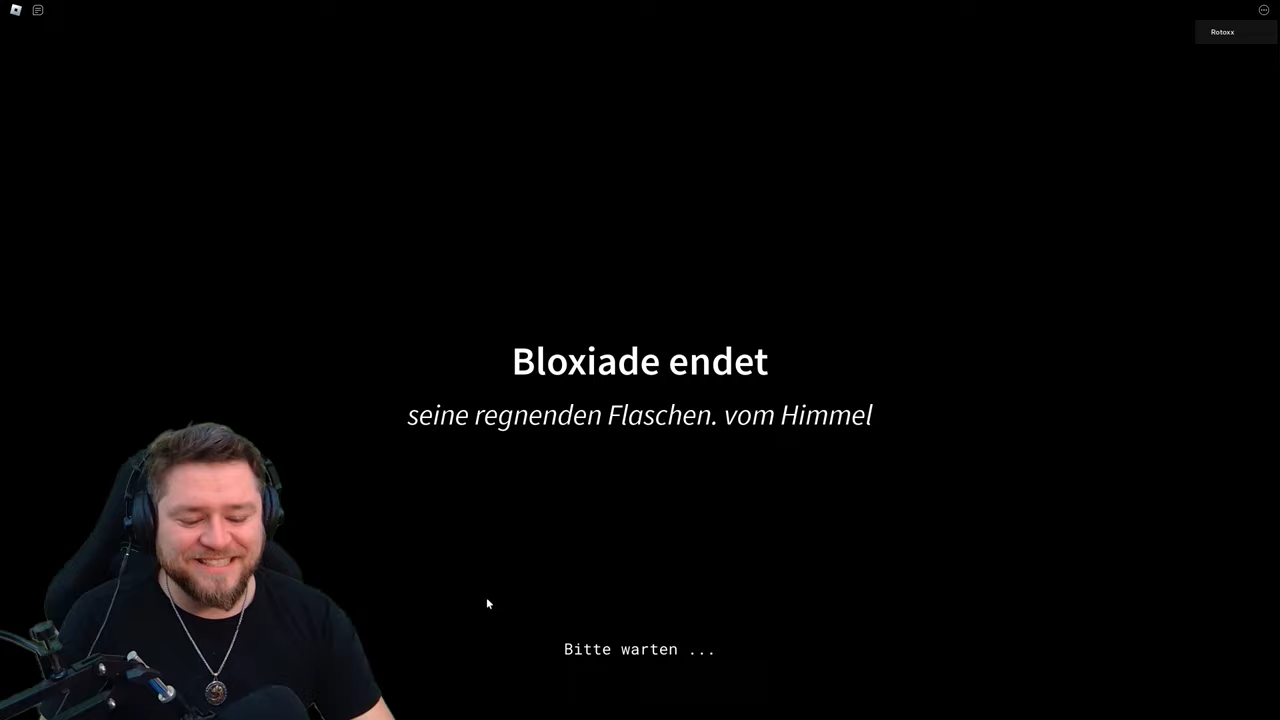 Rotoxx
Bloxiade endet
seine regnenden Flaschen. vom Himmel
Bitte warten ...